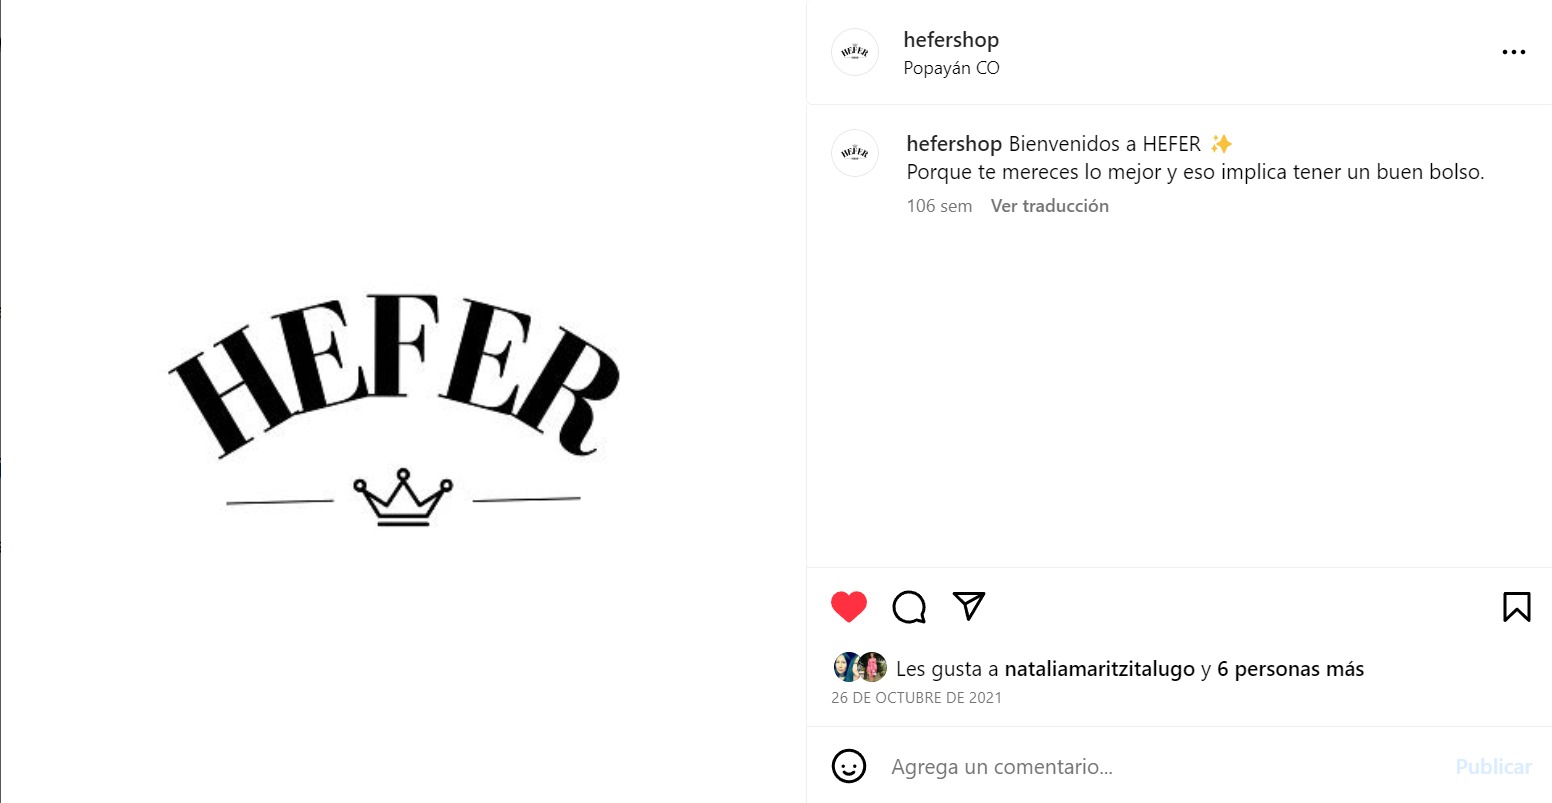 HEFER
hefershop
Popayán CO
hefershop Bienvenidos a HEFER ✨
Porque te mereces lo mejor y eso implica tener un buen bolso.
106 sem Ver traducción
Les gusta a nataliamaritzitalugo y 6 personas más
26 DE OCTUBRE DE 2021
Agrega un comentario... Publicar